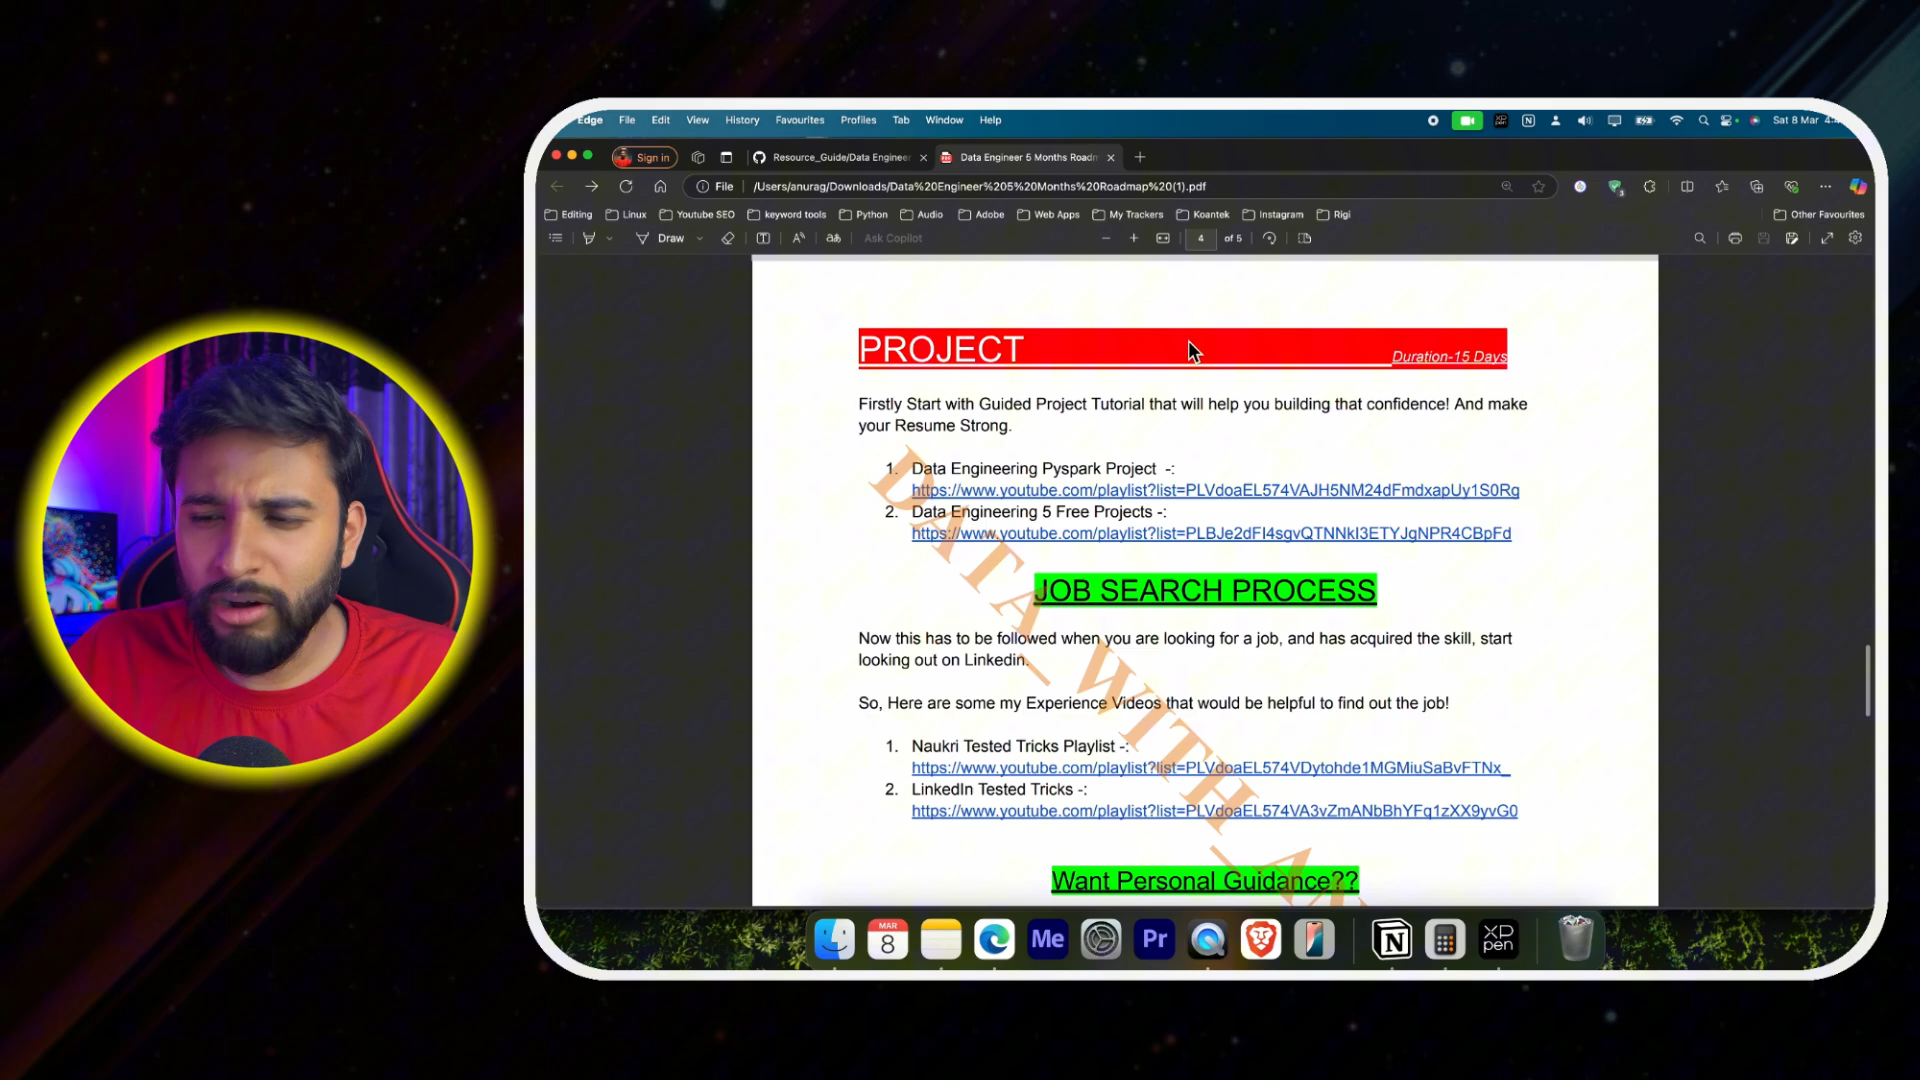 Edge File Edit View History Favourites Profiles Tab Window Help
Sat 8 Mar
Sign in
Resource_Guide/Data Engineer
Data Engineer 5 Months Roadm
File /Users/anurag/Downloads/Data%20Engineer%205%20Months%20Roadmap%20(1).pdf
Editing Linux Youtube SEO keyword tools Python Audio Adobe Web Apps My Trackers Koantek Instagram Rigi Other Favourites
Draw Ask Copilot 4 of 5
PROJECT Duration-15 Days
Firstly Start with Guided Project Tutorial that will help you building that confidence! And make
your Resume Strong.
1. Data Engineering Pyspark Project -:
https://www.youtube.com/playlist?list=PLVdoaEL574VAJH5NM24dFmdxapUy1S0Rq
2. Data Engineering 5 Free Projects -:
https://www.youtube.com/playlist?list=PLBJe2dFI4sgvQTNNkI3ETYJgNPR4CBpFd
JOB SEARCH PROCESS
Now this has to be followed when you are looking for a job, and has acquired the skill, start
looking out on Linkedin.
So, Here are some my Experience Videos that would be helpful to find out the job!
1. Naukri Tested Tricks Playlist -:
https://www.youtube.com/playlist?list=PLVdoaEL574VDytohde1MGMiuSaBvFTNx_
2. LinkedIn Tested Tricks -:
https://www.youtube.com/playlist?list=PLVdoaEL574VA3vZmANbBhYFq1zXX9yvG0
Want Personal Guidance??
DATA_WITH_AN
MAR
8
Me
Pr
N
XP
pen